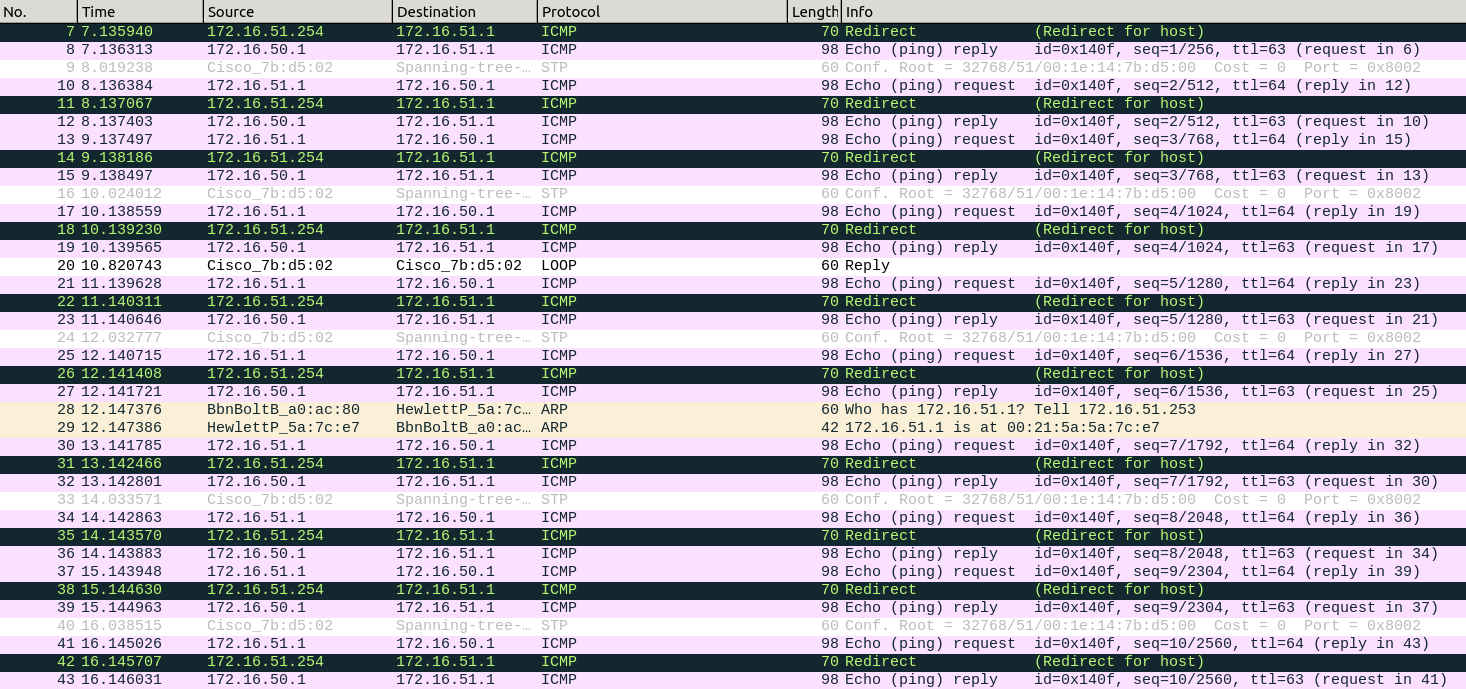 No. Time Source Destination Protocol Length Info
7 7.135940 172.16.51.254 172.16.51.1 ICMP 70 Redirect (Redirect for host)
8 7.136313 172.16.50.1 172.16.51.1 ICMP 98 Echo (ping) reply id=0x140f, seq=1/256, ttl=63 (request in 6)
9 8.019238 Cisco_7b:d5:02 Spanning-tree-… STP 60 Conf. Root = 32768/51/00:1e:14:7b:d5:00 Cost = 0 Port = 0x8002
10 8.136384 172.16.51.1 172.16.50.1 ICMP 98 Echo (ping) request id=0x140f, seq=2/512, ttl=64 (reply in 12)
11 8.137067 172.16.51.254 172.16.51.1 ICMP 70 Redirect (Redirect for host)
12 8.137403 172.16.50.1 172.16.51.1 ICMP 98 Echo (ping) reply id=0x140f, seq=2/512, ttl=63 (request in 10)
13 9.137497 172.16.51.1 172.16.50.1 ICMP 98 Echo (ping) request id=0x140f, seq=3/768, ttl=64 (reply in 15)
14 9.138186 172.16.51.254 172.16.51.1 ICMP 70 Redirect (Redirect for host)
15 9.138497 172.16.50.1 172.16.51.1 ICMP 98 Echo (ping) reply id=0x140f, seq=3/768, ttl=63 (request in 13)
16 10.024012 Cisco_7b:d5:02 Spanning-tree-… STP 60 Conf. Root = 32768/51/00:1e:14:7b:d5:00 Cost = 0 Port = 0x8002
17 10.138559 172.16.51.1 172.16.50.1 ICMP 98 Echo (ping) request id=0x140f, seq=4/1024, ttl=64 (reply in 19)
18 10.139230 172.16.51.254 172.16.51.1 ICMP 70 Redirect (Redirect for host)
19 10.139565 172.16.50.1 172.16.51.1 ICMP 98 Echo (ping) reply id=0x140f, seq=4/1024, ttl=63 (request in 17)
20 10.820743 Cisco_7b:d5:02 Cisco_7b:d5:02 LOOP 60 Reply
21 11.139628 172.16.51.1 172.16.50.1 ICMP 98 Echo (ping) request id=0x140f, seq=5/1280, ttl=64 (reply in 23)
22 11.140311 172.16.51.254 172.16.51.1 ICMP 70 Redirect (Redirect for host)
23 11.140646 172.16.50.1 172.16.51.1 ICMP 98 Echo (ping) reply id=0x140f, seq=5/1280, ttl=63 (request in 21)
24 12.032777 Cisco_7b:d5:02 Spanning-tree-… STP 60 Conf. Root = 32768/51/00:1e:14:7b:d5:00 Cost = 0 Port = 0x8002
25 12.140715 172.16.51.1 172.16.50.1 ICMP 98 Echo (ping) request id=0x140f, seq=6/1536, ttl=64 (reply in 27)
26 12.141408 172.16.51.254 172.16.51.1 ICMP 70 Redirect (Redirect for host)
27 12.141721 172.16.50.1 172.16.51.1 ICMP 98 Echo (ping) reply id=0x140f, seq=6/1536, ttl=63 (request in 25)
28 12.147376 BbnBoltB_a0:ac:80 HewlettP_5a:7c… ARP 60 Who has 172.16.51.1? Tell 172.16.51.253
29 12.147386 HewlettP_5a:7c:e7 BbnBoltB_a0:ac… ARP 42 172.16.51.1 is at 00:21:5a:5a:7c:e7
30 13.141785 172.16.51.1 172.16.50.1 ICMP 98 Echo (ping) request id=0x140f, seq=7/1792, ttl=64 (reply in 32)
31 13.142466 172.16.51.254 172.16.51.1 ICMP 70 Redirect (Redirect for host)
32 13.142801 172.16.50.1 172.16.51.1 ICMP 98 Echo (ping) reply id=0x140f, seq=7/1792, ttl=63 (request in 30)
33 14.033571 Cisco_7b:d5:02 Spanning-tree-… STP 60 Conf. Root = 32768/51/00:1e:14:7b:d5:00 Cost = 0 Port = 0x8002
34 14.142863 172.16.51.1 172.16.50.1 ICMP 98 Echo (ping) request id=0x140f, seq=8/2048, ttl=64 (reply in 36)
35 14.143570 172.16.51.254 172.16.51.1 ICMP 70 Redirect (Redirect for host)
36 14.143883 172.16.50.1 172.16.51.1 ICMP 98 Echo (ping) reply id=0x140f, seq=8/2048, ttl=63 (request in 34)
37 15.143948 172.16.51.1 172.16.50.1 ICMP 98 Echo (ping) request id=0x140f, seq=9/2304, ttl=64 (reply in 39)
38 15.144630 172.16.51.254 172.16.51.1 ICMP 70 Redirect (Redirect for host)
39 15.144963 172.16.50.1 172.16.51.1 ICMP 98 Echo (ping) reply id=0x140f, seq=9/2304, ttl=63 (request in 37)
40 16.038515 Cisco_7b:d5:02 Spanning-tree-… STP 60 Conf. Root = 32768/51/00:1e:14:7b:d5:00 Cost = 0 Port = 0x8002
41 16.145026 172.16.51.1 172.16.50.1 ICMP 98 Echo (ping) request id=0x140f, seq=10/2560, ttl=64 (reply in 43)
42 16.145707 172.16.51.254 172.16.51.1 ICMP 70 Redirect (Redirect for host)
43 16.146031 172.16.50.1 172.16.51.1 ICMP 98 Echo (ping) reply id=0x140f, seq=10/2560, ttl=63 (request in 41)